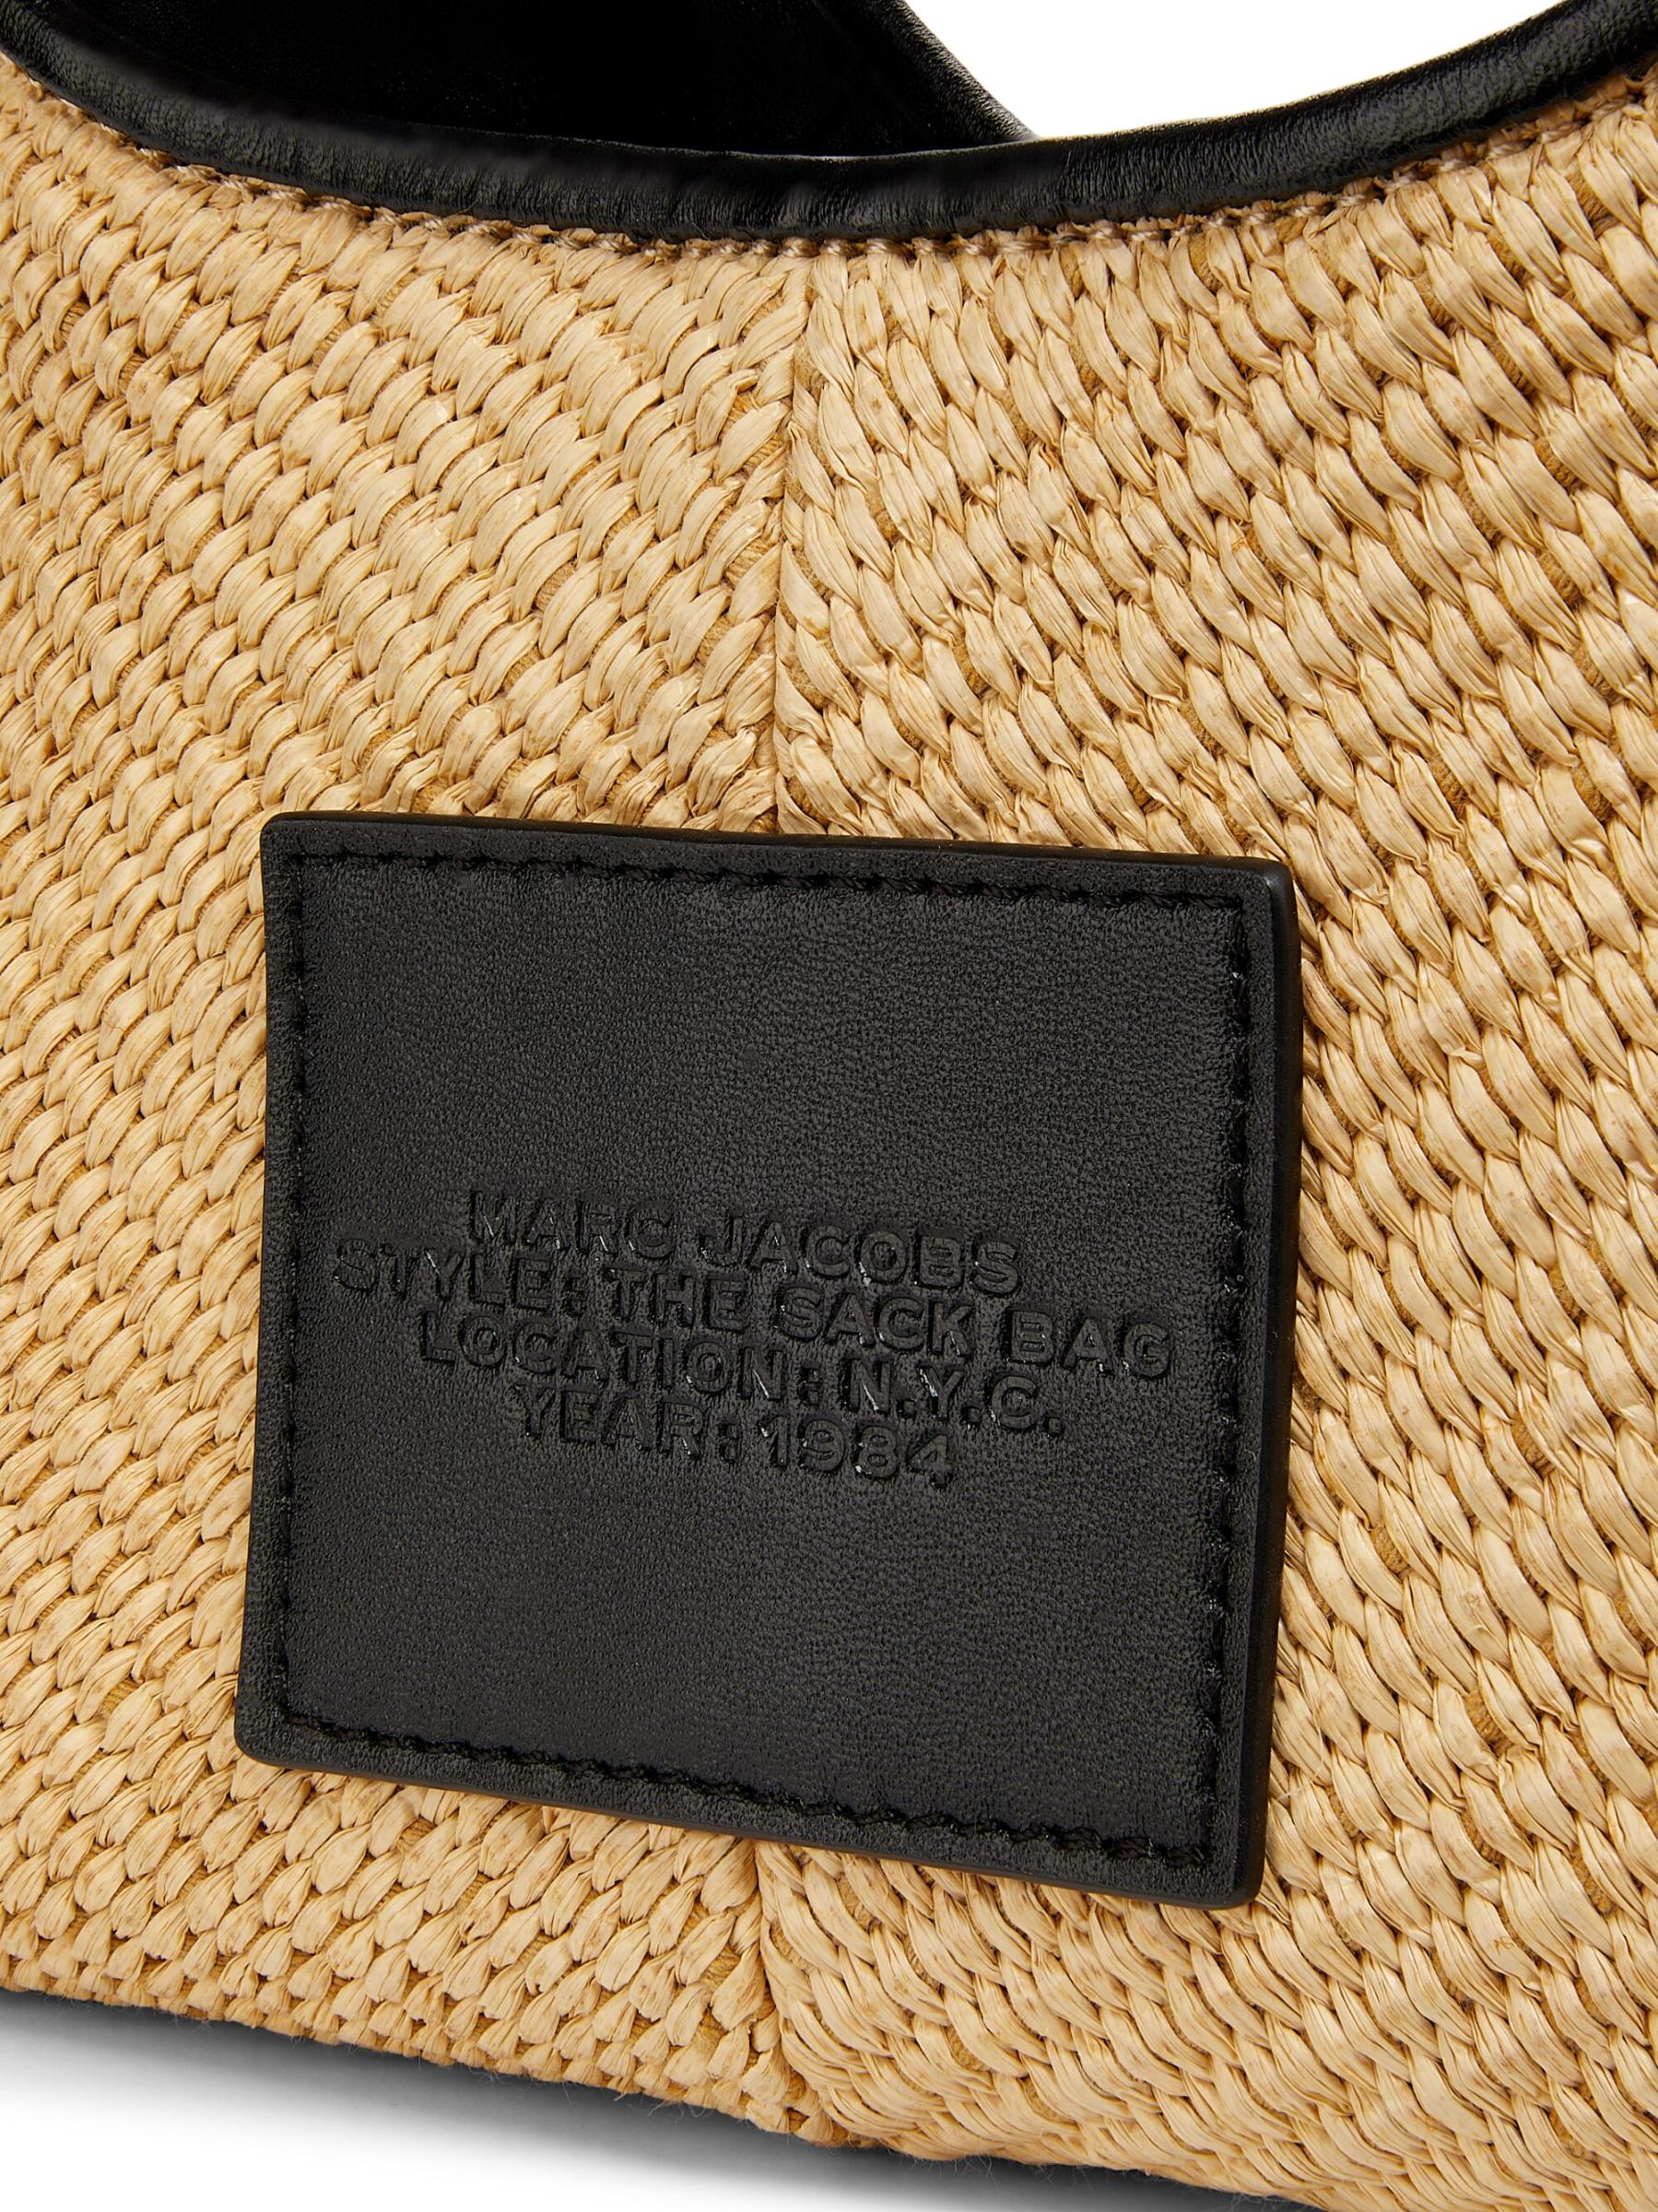 MARC JACOBS
STYLE: THE SACK BAG
LOCATION: N.Y.C.
YEAR: 1984